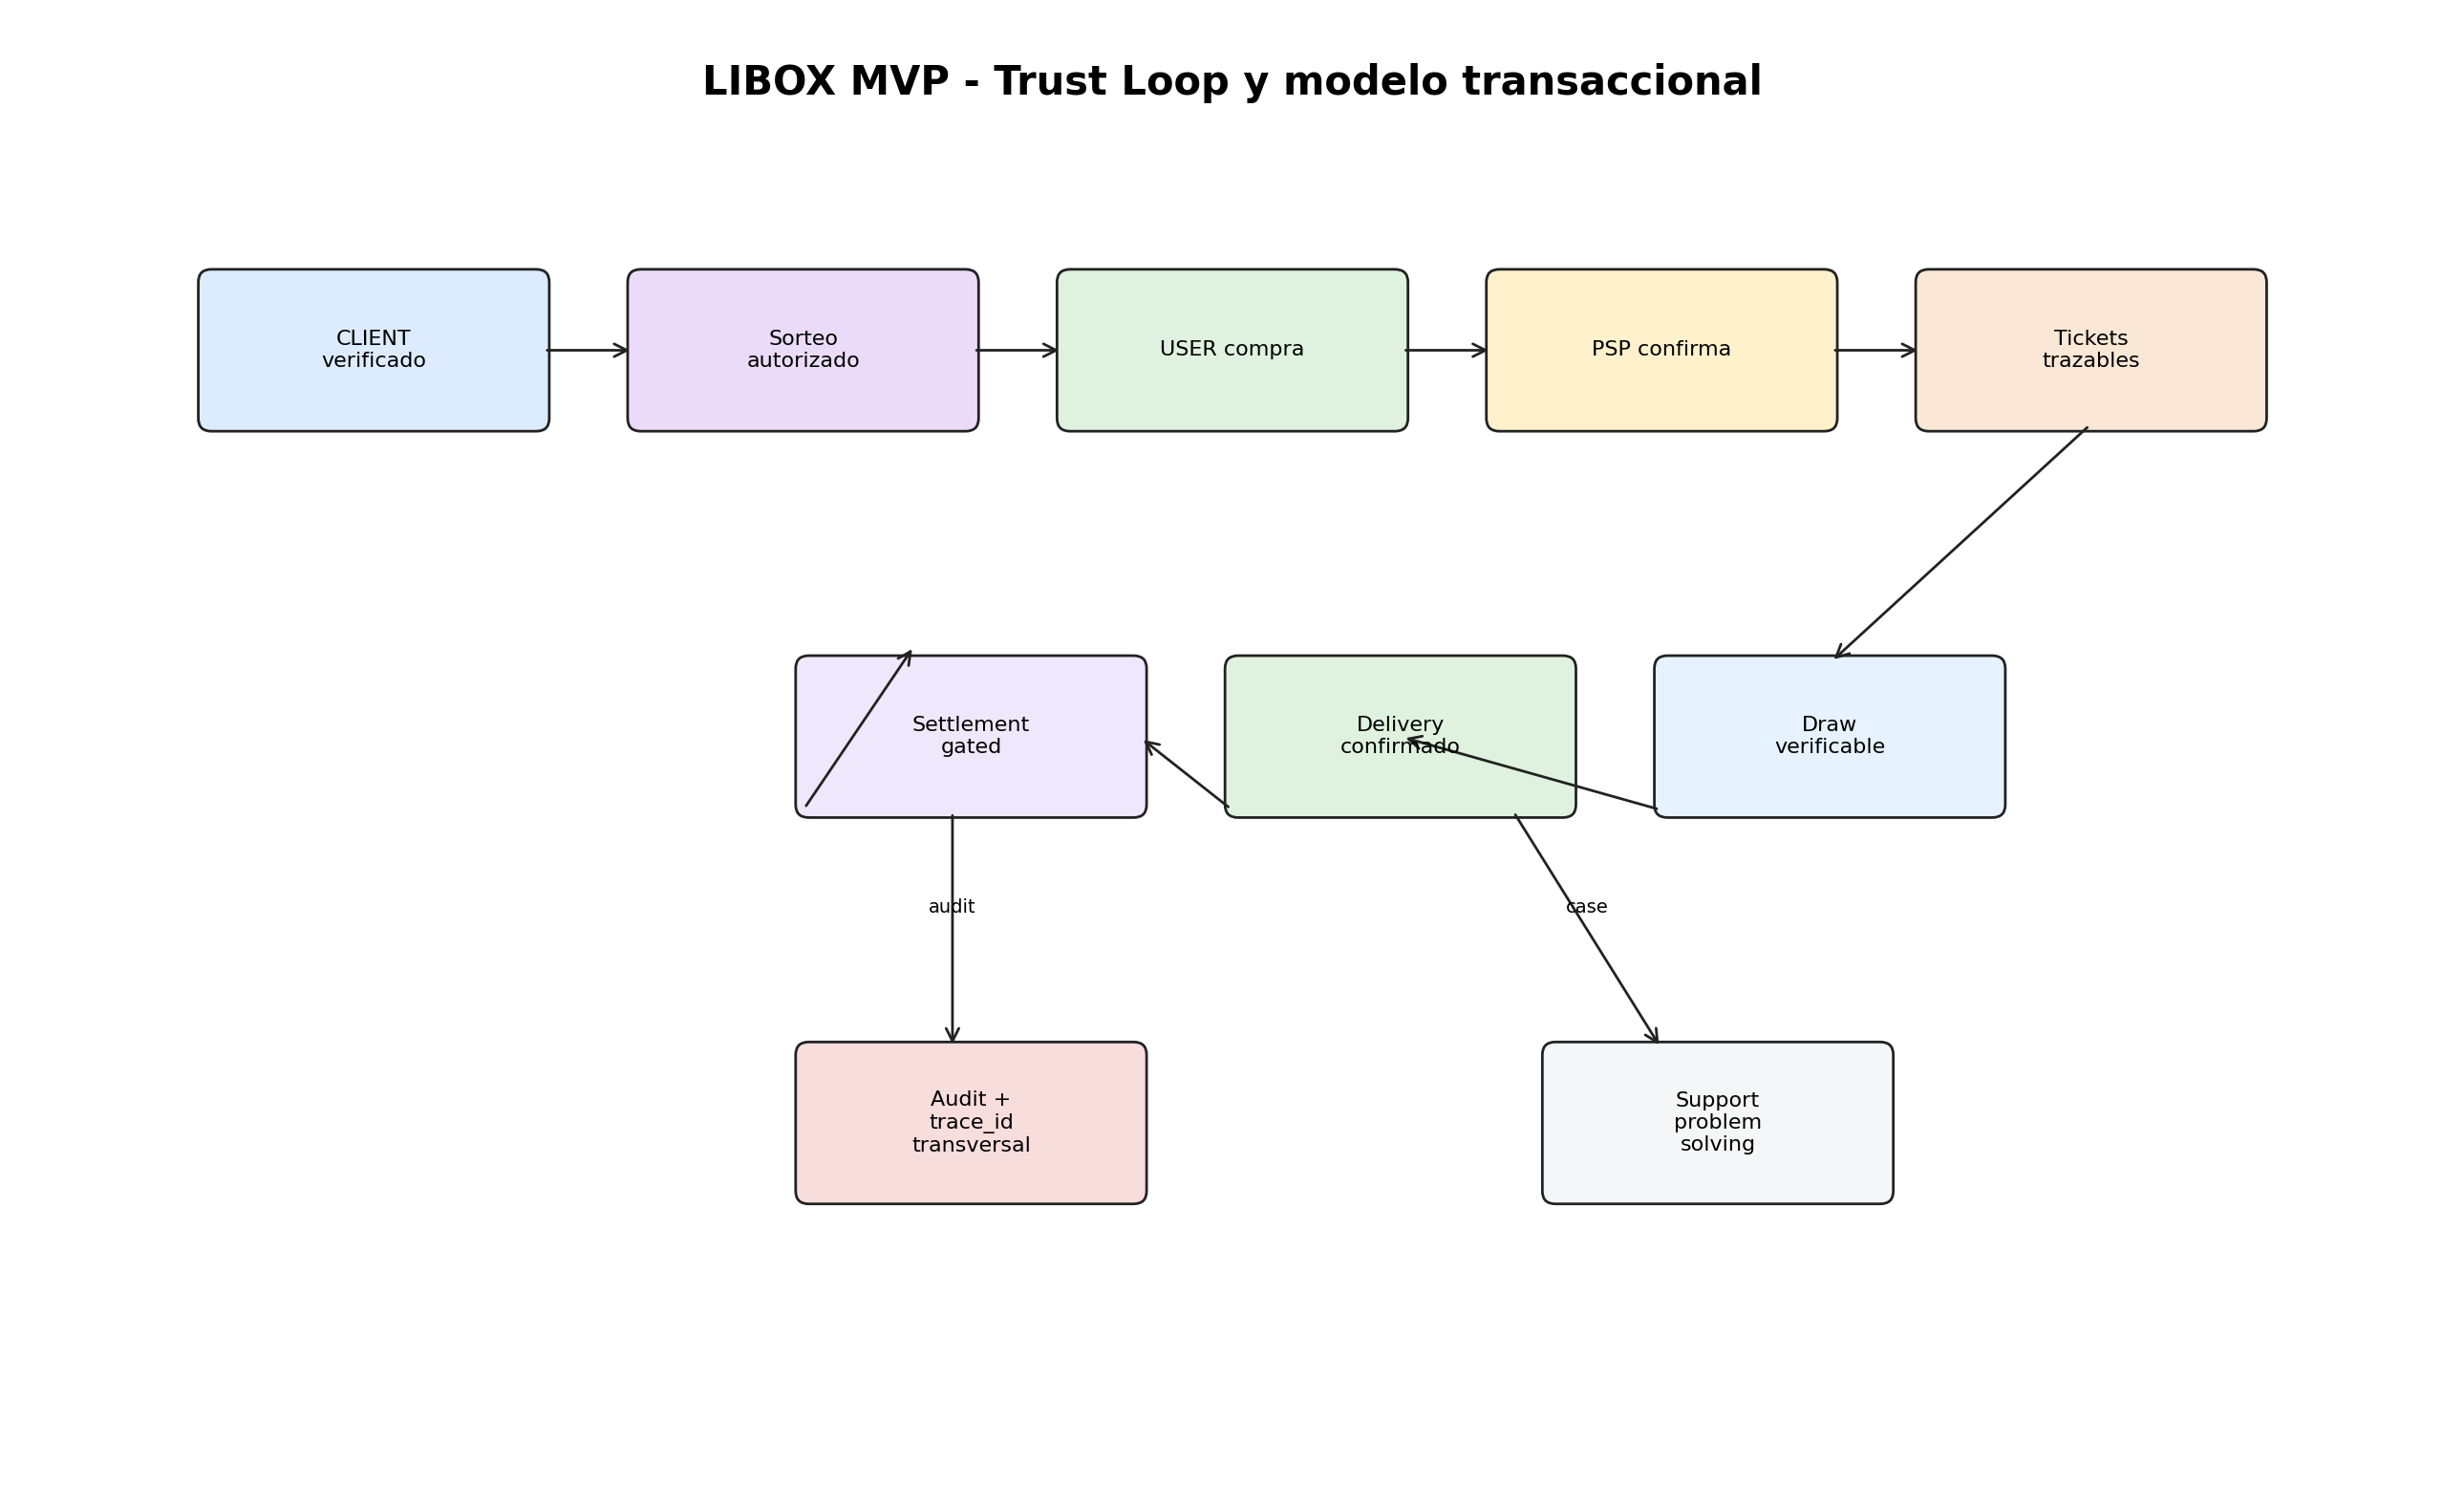 LIBOX MVP - Trust Loop y modelo transaccional
CLIENT
verificado
Sorteo
autorizado
USER compra
PSP confirma
Tickets
trazables
Settlement
gated
Delivery
confirmado
Draw
verificable
audit
case
Audit +
trace_id
transversal
Support
problem
solving